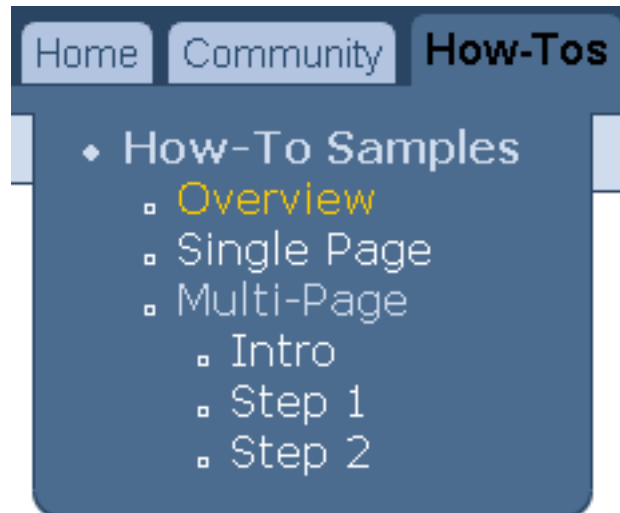 Home Community How-Tos
How-To Samples
Overview
Single Page
Multi-Page
Intro
Step 1
Step 2